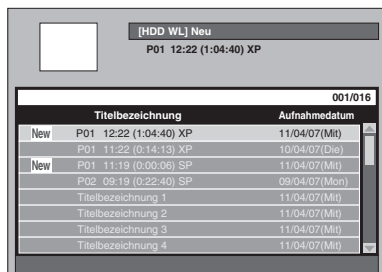 [HDD WL] Neu
P01 12:22 (1:04:40) XP
001/016
Titelbezeichnung Aufnahmedatum
New P01 12:22 (1:04:40) XP 11/04/07(Mit)
P01 11:22 (0:14:13) XP 10/04/07(Die)
New P01 11:19 (0:00:06) SP 11/04/07(Mit)
P02 09:19 (0:22:40) SP 09/04/07(Mon)
Titelbezeichnung 1 11/04/07(Mit)
Titelbezeichnung 2 11/04/07(Mit)
Titelbezeichnung 3 11/04/07(Mit)
Titelbezeichnung 4 11/04/07(Mit)